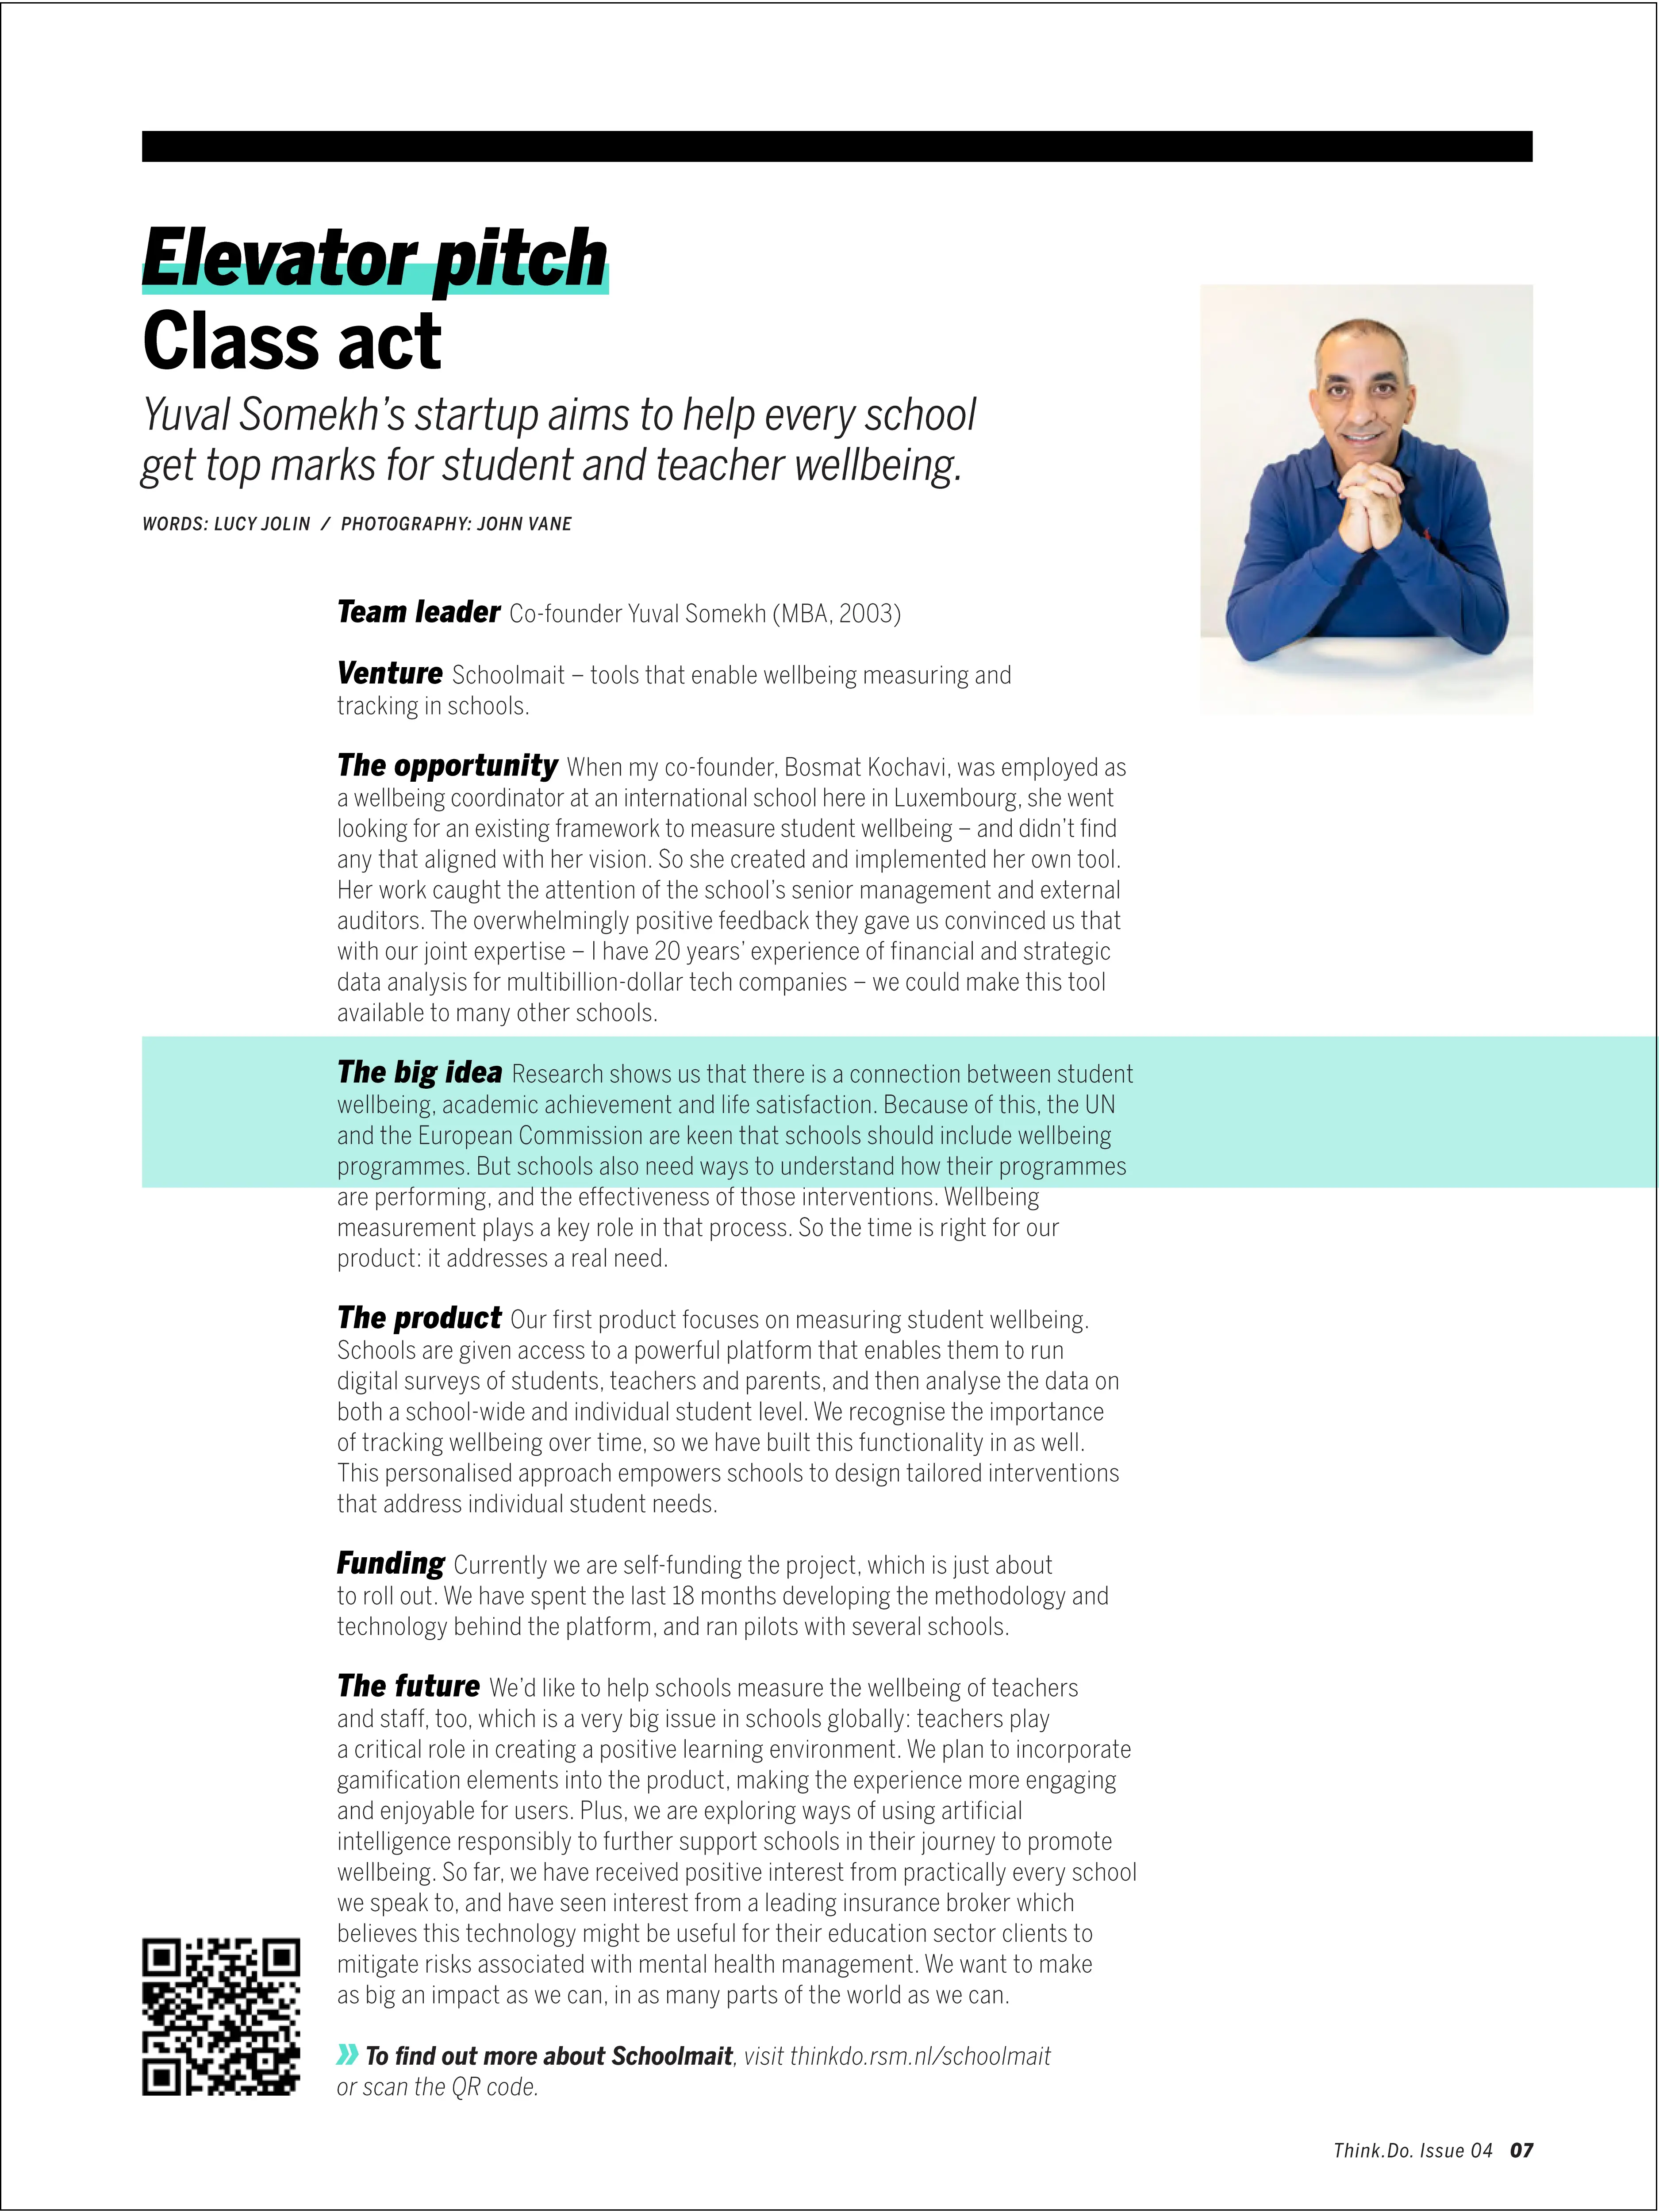 Elevator pitch
Class act
Yuval Somekh’s startup aims to help every school
get top marks for student and teacher wellbeing.
WORDS: LUCY JOLIN / PHOTOGRAPHY: JOHN VANE
Team leader Co-founder Yuval Somekh (MBA, 2003)
Venture Schoolmait – tools that enable wellbeing measuring and
tracking in schools.
The opportunity When my co-founder, Bosmat Kochavi, was employed as
a wellbeing coordinator at an international school here in Luxembourg, she went
looking for an existing framework to measure student wellbeing – and didn’t find
any that aligned with her vision. So she created and implemented her own tool.
Her work caught the attention of the school’s senior management and external
auditors. The overwhelmingly positive feedback they gave us convinced us that
with our joint expertise – I have 20 years’ experience of financial and strategic
data analysis for multibillion-dollar tech companies – we could make this tool
available to many other schools.
The big idea Research shows us that there is a connection between student
wellbeing, academic achievement and life satisfaction. Because of this, the UN
and the European Commission are keen that schools should include wellbeing
programmes. But schools also need ways to understand how their programmes
are performing, and the effectiveness of those interventions. Wellbeing
measurement plays a key role in that process. So the time is right for our
product: it addresses a real need.
The product Our first product focuses on measuring student wellbeing.
Schools are given access to a powerful platform that enables them to run
digital surveys of students, teachers and parents, and then analyse the data on
both a school-wide and individual student level. We recognise the importance
of tracking wellbeing over time, so we have built this functionality in as well.
This personalised approach empowers schools to design tailored interventions
that address individual student needs.
Funding Currently we are self-funding the project, which is just about
to roll out. We have spent the last 18 months developing the methodology and
technology behind the platform, and ran pilots with several schools.
The future We’d like to help schools measure the wellbeing of teachers
and staff, too, which is a very big issue in schools globally: teachers play
a critical role in creating a positive learning environment. We plan to incorporate
gamification elements into the product, making the experience more engaging
and enjoyable for users. Plus, we are exploring ways of using artificial
intelligence responsibly to further support schools in their journey to promote
wellbeing. So far, we have received positive interest from practically every school
we speak to, and have seen interest from a leading insurance broker which
believes this technology might be useful for their education sector clients to
mitigate risks associated with mental health management. We want to make
as big an impact as we can, in as many parts of the world as we can.
» To find out more about Schoolmait, visit thinkdo.rsm.nl/schoolmait
or scan the QR code.
Think.Do. Issue 04 07